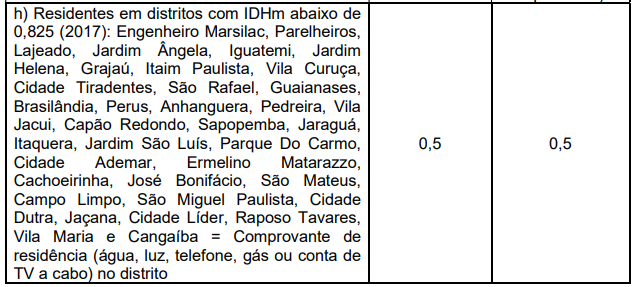 h) Residentes em distritos com IDHm abaixo de
0,825 (2017): Engenheiro Marsilac, Parelheiros,
Lajeado, Jardim Ângela, Iguatemi, Jardim
Helena, Grajaú, Itaim Paulista, Vila Curuça,
Cidade Tiradentes, São Rafael, Guaianases,
Brasilândia, Perus, Anhanguera, Pedreira, Vila
Jacui, Capão Redondo, Sapopemba, Jaraguá,
Itaquera, Jardim São Luís, Parque Do Carmo,
Cidade Ademar, Ermelino Matarazzo,
Cachoeirinha, José Bonifácio, São Mateus,
Campo Limpo, São Miguel Paulista, Cidade
Dutra, Jaçana, Cidade Líder, Raposo Tavares,
Vila Maria e Cangaíba = Comprovante de
residência (água, luz, telefone, gás ou conta de
TV a cabo) no distrito
0,5
0,5